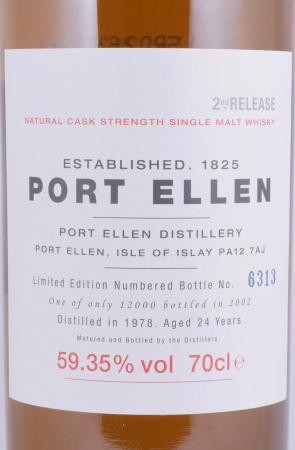 2nd RELEASE
NATURAL CASK STRENGTH SINGLE MALT WHISKY
ESTABLISHED. 1825
PORT ELLEN
PORT ELLEN DISTILLERY
PORT ELLEN, ISLE OF ISLAY PA12 7AJ
Limited Edition Numbered Bottle No. 6313
One of only 12000 bottled in 2002
Distilled in 1978. Aged 24 Years
Matured and Bottled by the Distillers
59.35% vol 70cl e